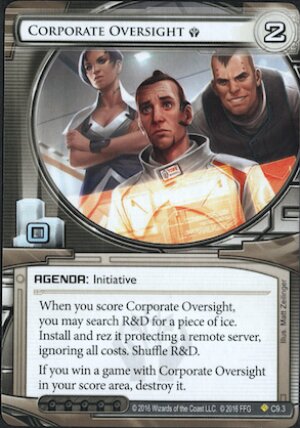 CORPORATE OVERSIGHT
2
0
AGENDA: Initiative
When you score Corporate Oversight,
you may search R&D for a piece of ice.
Install and rez it protecting a remote server,
ignoring all costs. Shuffle R&D.
If you win a game with Corporate Oversight
in your score area, destroy it.
Illus. Matt Zeilinger
© 2016 Wizards of the Coast LLC. © 2016 FFG
C9.3